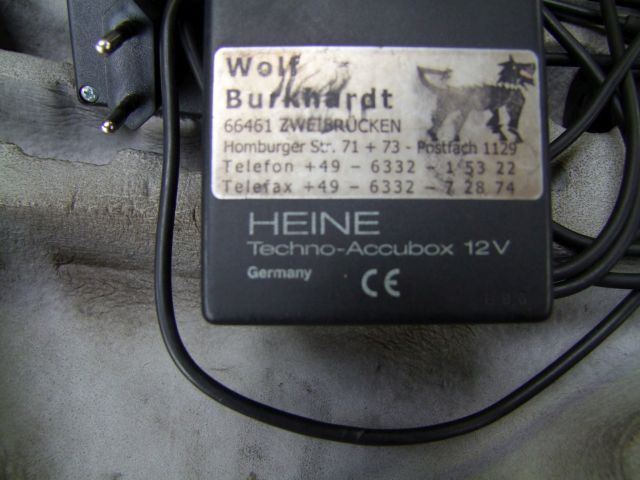 Wolf
Burkhardt
66461 ZWEIBRÜCKEN
Homburger Str. 71 + 73 - Postfach 1129
Telefon +49 - 6332 - 1 53 22
Telefax +49 - 6332 - 7 28 74
HEINE
Techno-Accubox 12V
Germany CE